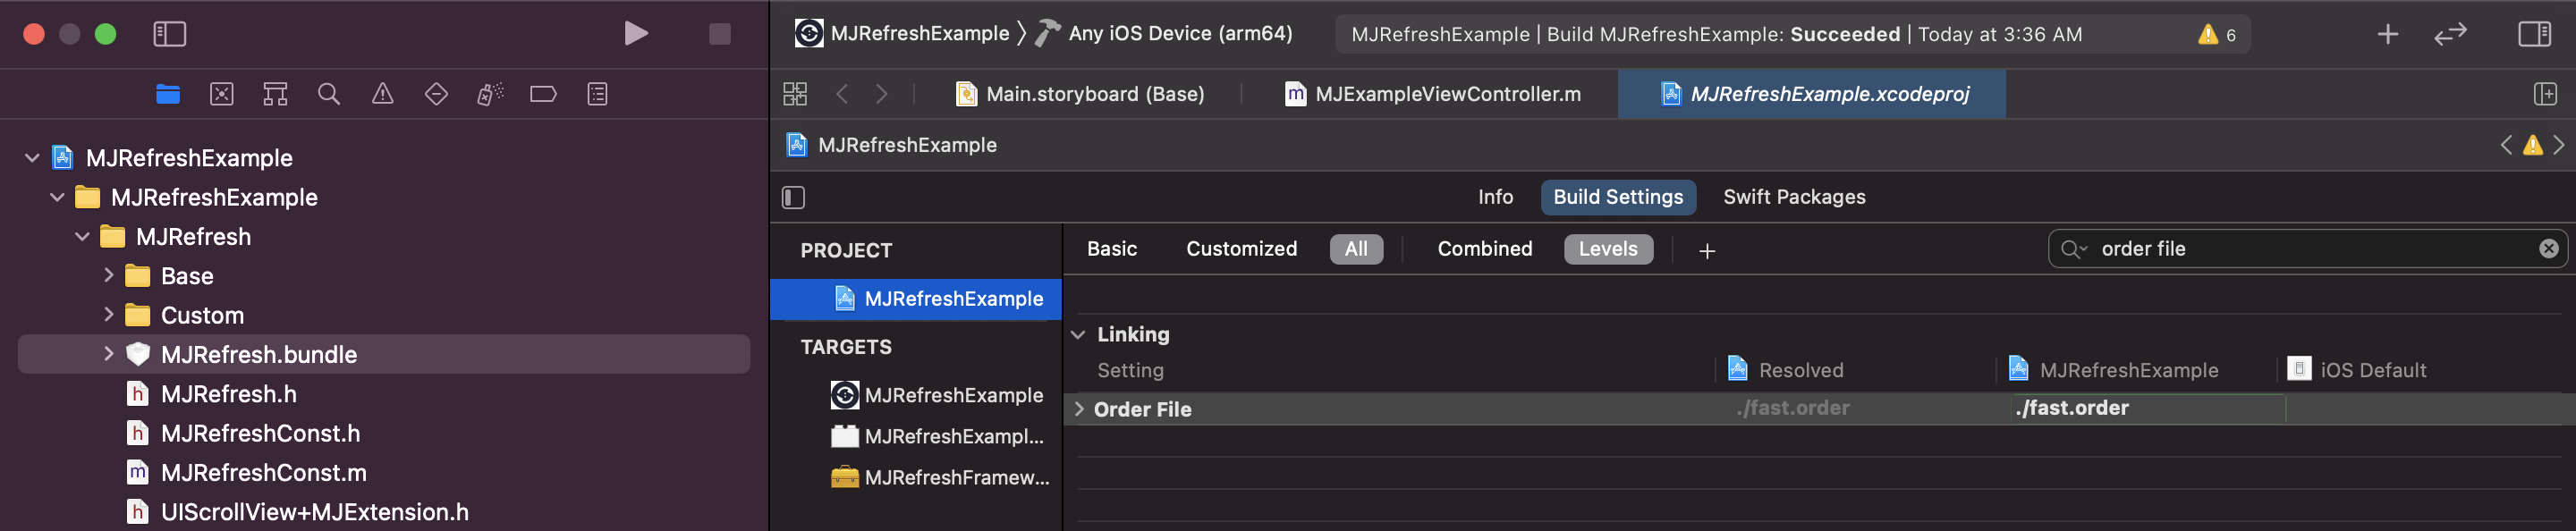 MJRefreshExample
Any iOS Device (arm64)
MJRefreshExample | Build MJRefreshExample: Succeeded | Today at 3:36 AM
6
Main.storyboard (Base)
MJExampleViewController.m
MJRefreshExample.xcodeproj
MJRefreshExample
MJRefreshExample
MJRefresh
Base
Custom
MJRefresh.bundle
MJRefresh.h
MJRefreshConst.h
MJRefreshConst.m
UIScrollView+MJExtension.h
MJRefreshExample
Info
Build Settings
Swift Packages
PROJECT
MJRefreshExample
TARGETS
MJRefreshExample
MJRefreshExampl...
MJRefreshFramew...
Basic
Customized
All
Combined
Levels
order file
Linking
Setting
Resolved
MJRefreshExample
iOS Default
Order File
./fast.order
./fast.order